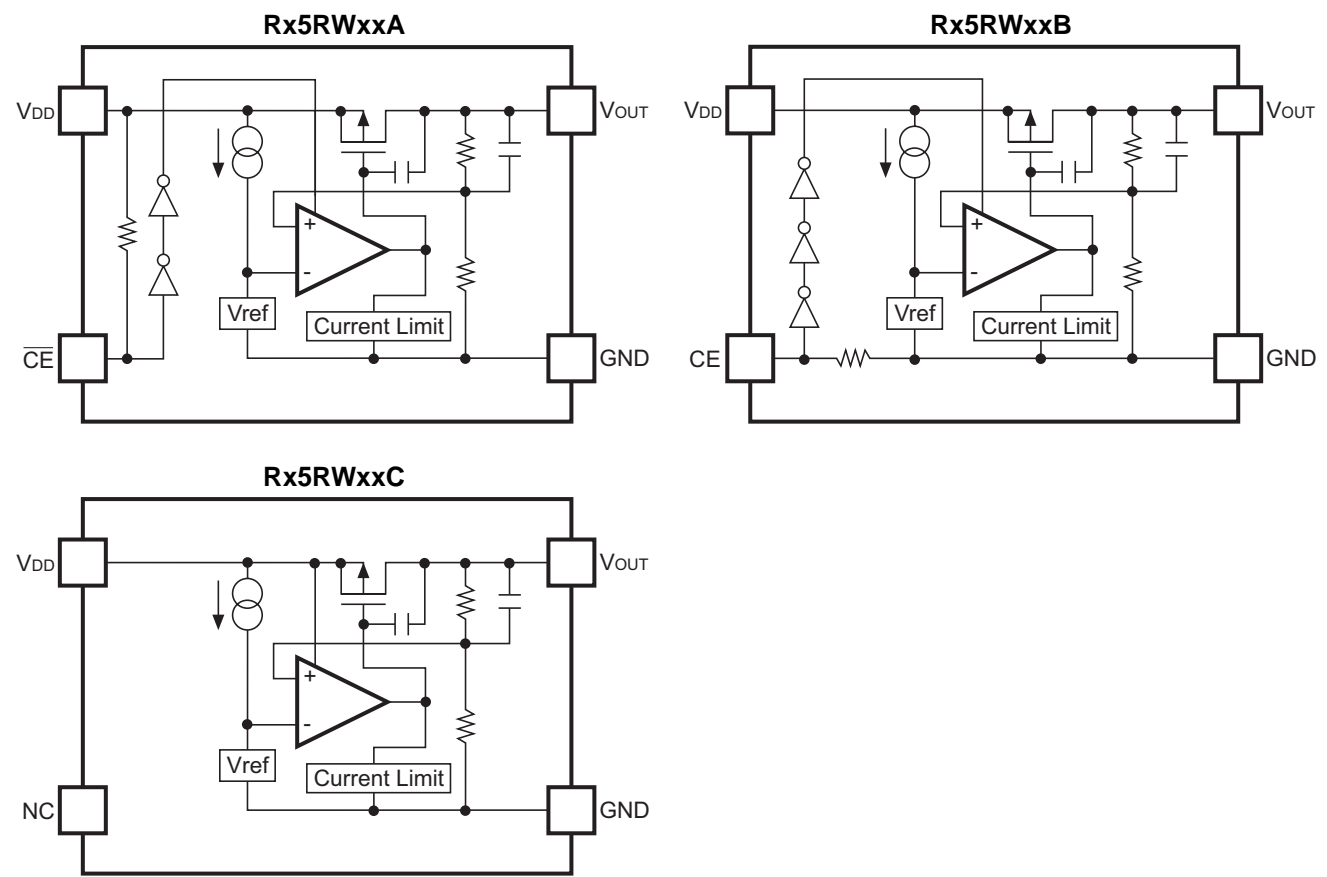 Rx5RWxxA
VDD
VOUT
+
-
Vref
Current Limit
C̅E̅
GND
Rx5RWxxB
VDD
VOUT
+
-
Vref
Current Limit
CE
GND
Rx5RWxxC
VDD
VOUT
+
-
Vref
Current Limit
NC
GND